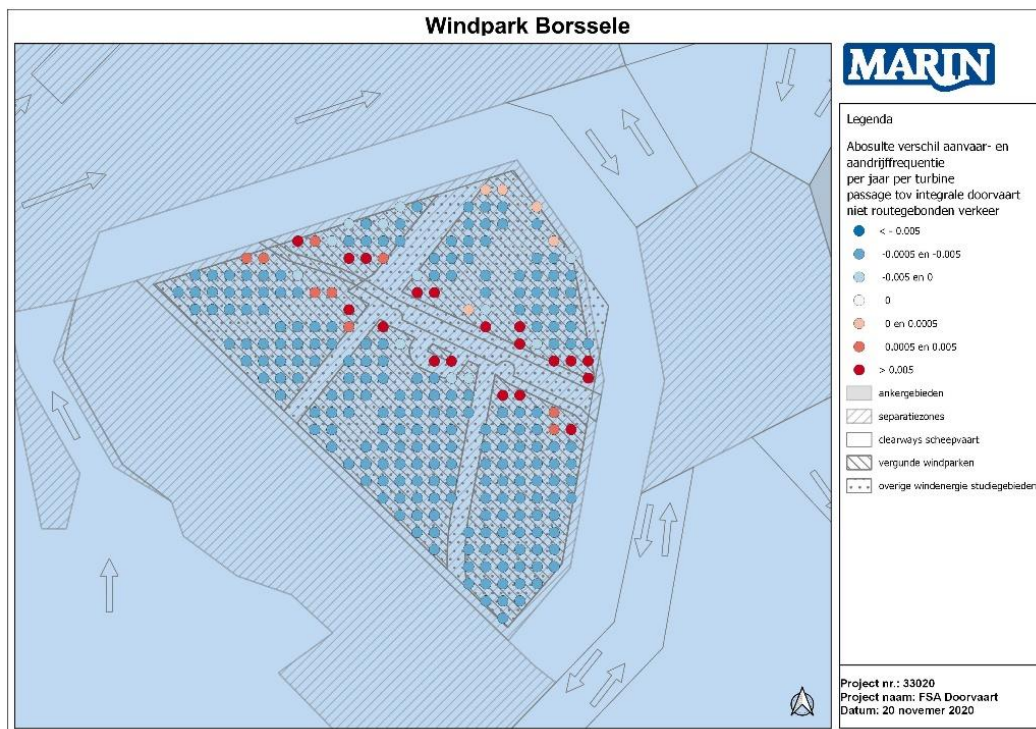 Windpark Borssele
MARIN
Legenda
Abosulte verschil aanvaar- en
aandrijffrequentie
per jaar per turbine
passage tov integrale doorvaart
niet routegebonden verkeer
< - 0.005
-0.0005 en -0.005
-0.005 en 0
0
0 en 0.0005
0.0005 en 0.005
> 0.005
ankergebieden
separatiezones
clearways scheepvaart
vergunde windparken
overige windenergie studiegebieden
Project nr.: 33020
Project naam: FSA Doorvaart
Datum: 20 novemer 2020